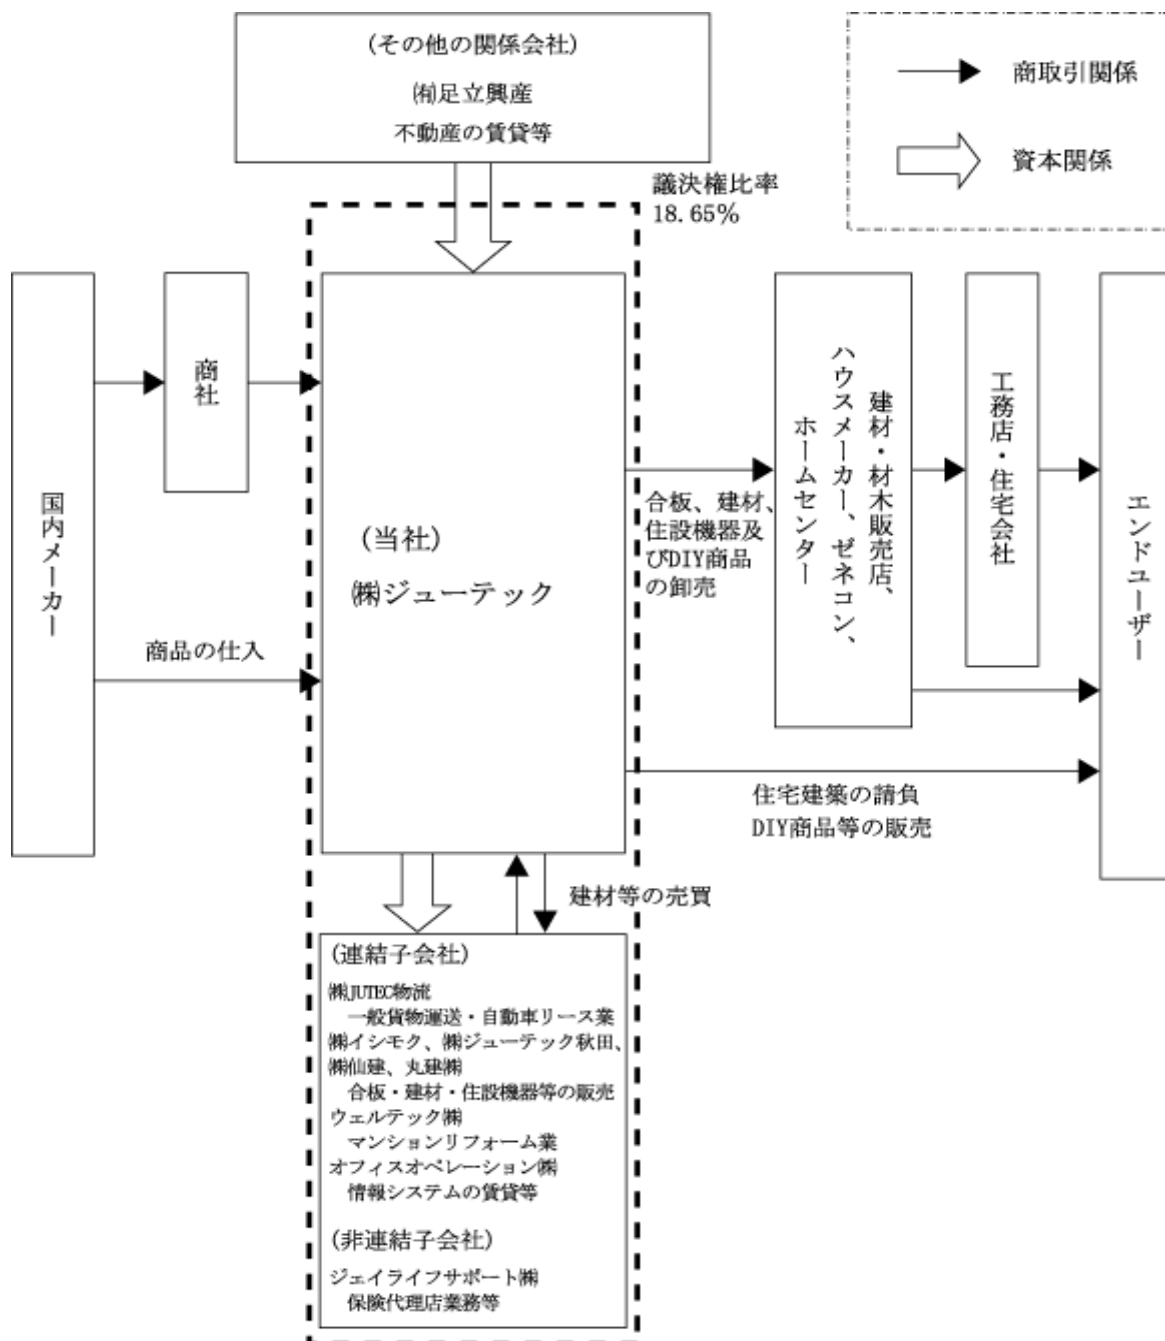 (その他の関係会社)
㈲足立興産
不動産の賃貸等
商取引関係
資本関係
議決権比率
18.65％
国内メーカー
商社
商品の仕入
(当社)
㈱ジューテック
合板、建材、
住設機器及
びDIY商品
の卸売
建材・材木販売店、
ハウスメーカー、ゼネコン、
ホームセンター
工務店・住宅会社
エンドユーザー
住宅建築の請負
DIY商品等の販売
建材等の売買
(連結子会社)
㈱JUTEC物流
一般貨物運送・自動車リース業
㈱イシモク、㈱ジューテック秋田、
㈱仙建、丸建㈱
合板・建材・住設機器等の販売
ウェルテック㈱
マンションリフォーム業
オフィスオペレーション㈱
情報システムの賃貸等
(非連結子会社)
ジェイライフサポート㈱
保険代理店業務等